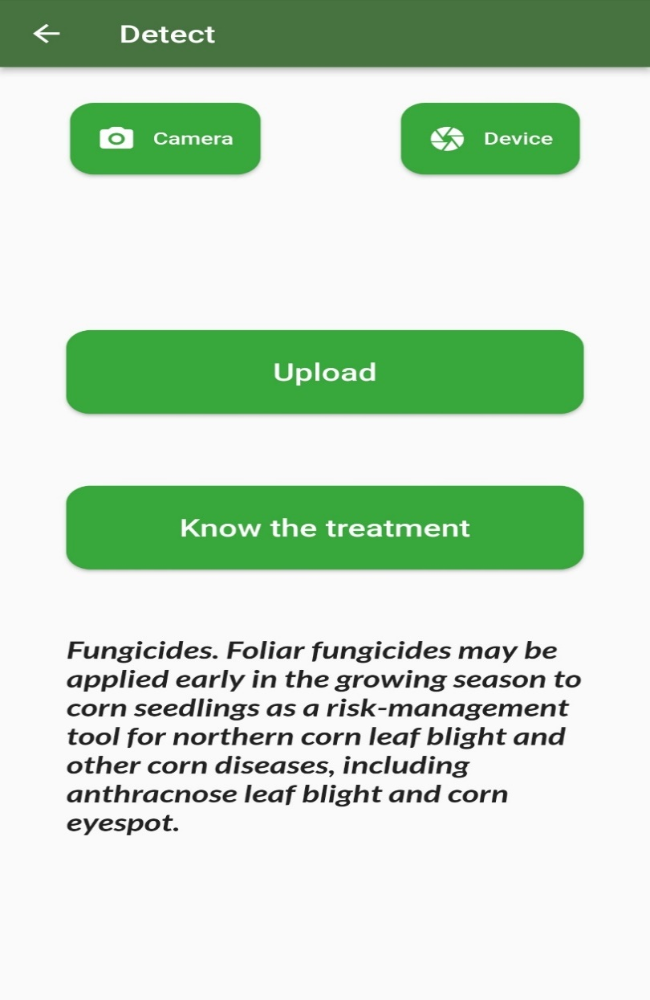 Detect
Camera
Device
Upload
Know the treatment
Fungicides. Foliar fungicides may be
applied early in the growing season to
corn seedlings as a risk-management
tool for northern corn leaf blight and
other corn diseases, including
anthracnose leaf blight and corn
eyespot.